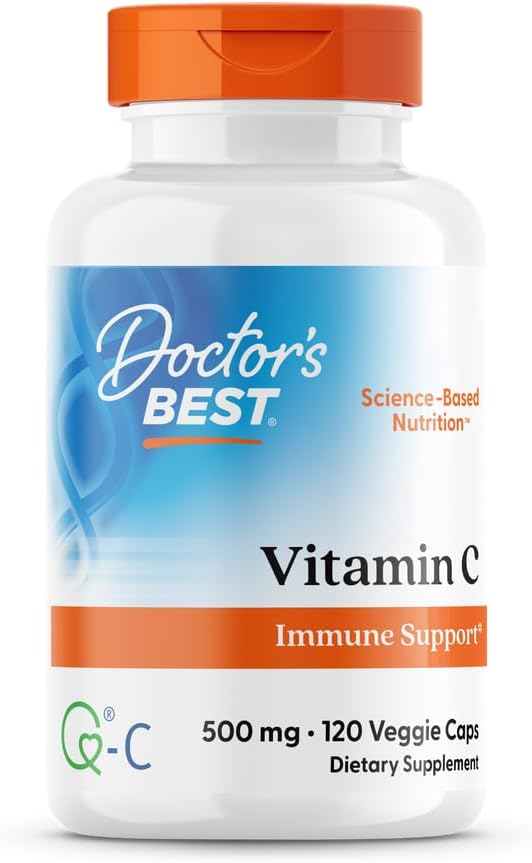 Doctor's
BEST®
Science-Based
Nutrition™
Vitamin C
Immune Support‡
Q®-C
500 mg • 120 Veggie Caps
Dietary Supplement